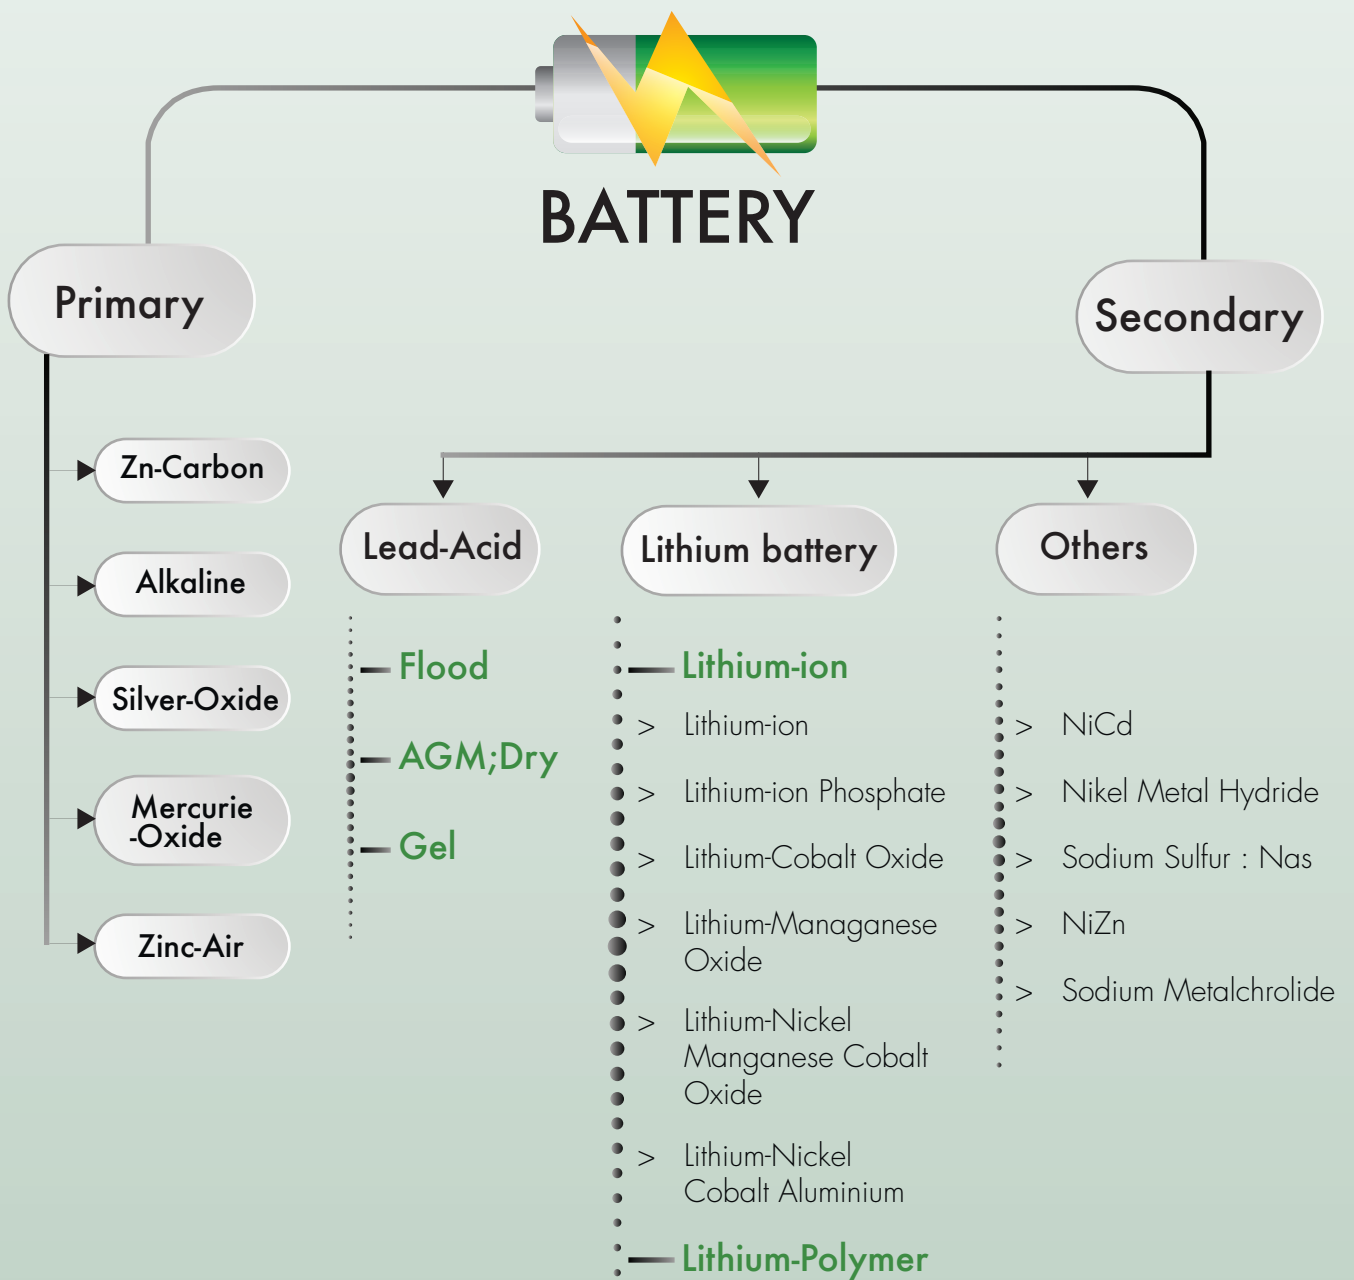 BATTERY
Primary
Secondary
Zn-Carbon
Alkaline
Silver-Oxide
Mercurie
-Oxide
Zinc-Air
Lead-Acid
Flood
AGM;Dry
Gel
Lithium battery
Lithium-ion
> Lithium-ion
> Lithium-ion Phosphate
> Lithium-Cobalt Oxide
> Lithium-Managanese
Oxide
> Lithium-Nickel
Manganese Cobalt
Oxide
> Lithium-Nickel
Cobalt Aluminium
Lithium-Polymer
Others
> NiCd
> Nikel Metal Hydride
> Sodium Sulfur : Nas
> NiZn
> Sodium Metalchrolide